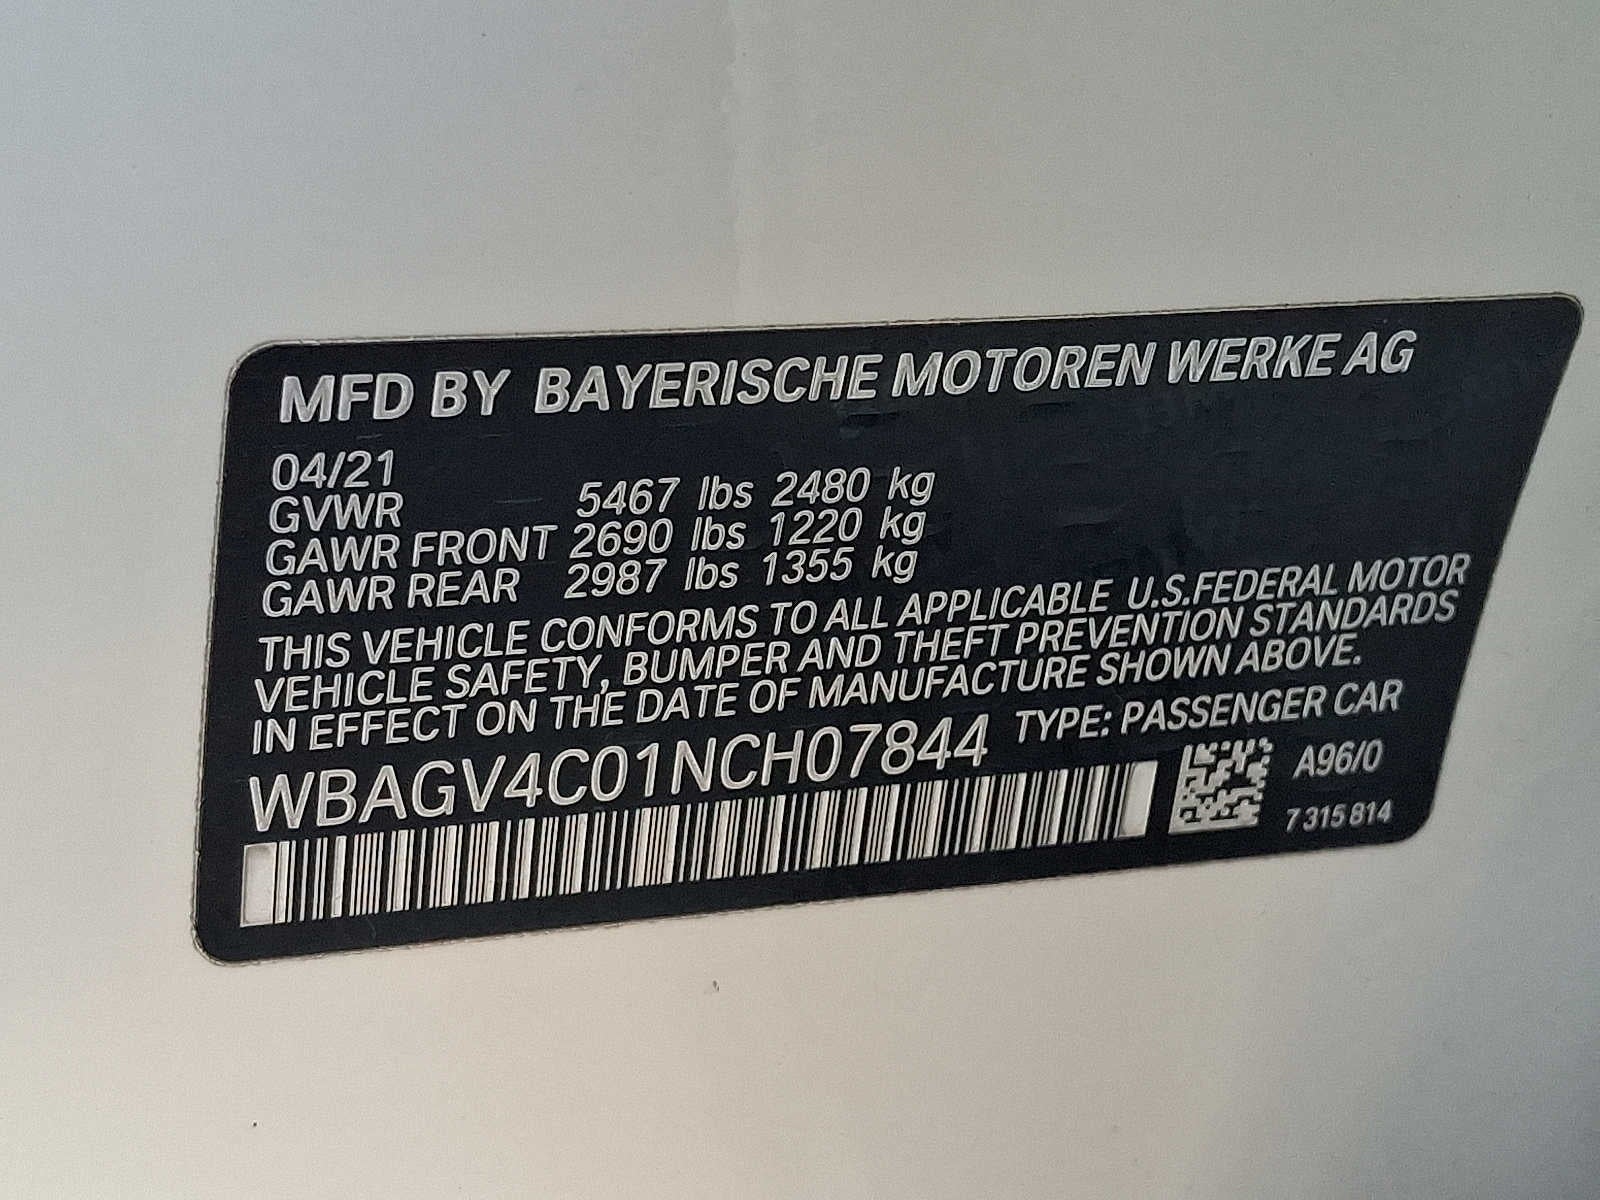 MFD BY BAYERISCHE MOTOREN WERKE AG
04/21
GVWR 5467 lbs 2480 kg
GAWR FRONT 2690 lbs 1220 kg
GAWR REAR 2987 lbs 1355 kg
THIS VEHICLE CONFORMS TO ALL APPLICABLE U.S.FEDERAL MOTOR
VEHICLE SAFETY, BUMPER AND THEFT PREVENTION STANDARDS
IN EFFECT ON THE DATE OF MANUFACTURE SHOWN ABOVE.
WBAGV4C01NCH07844 TYPE: PASSENGER CAR
A96/0
7 315 814